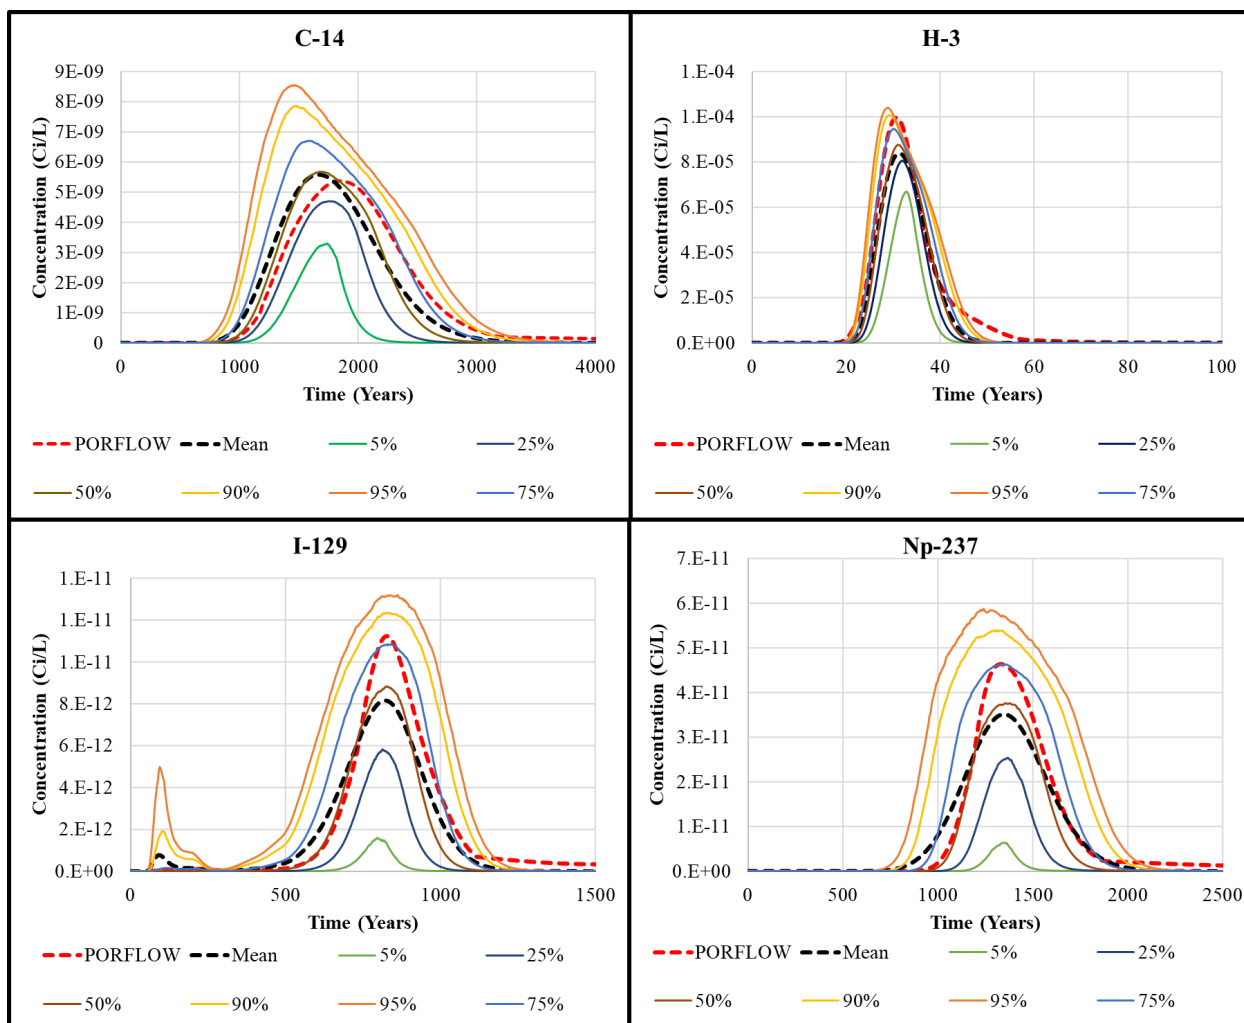 C-14
Concentration (Ci/L)
9E-09
8E-09
7E-09
6E-09
5E-09
4E-09
3E-09
2E-09
1E-09
0
0 1000 2000 3000 4000
Time (Years)
PORFLOW Mean 5% 25%
50% 90% 95% 75%
H-3
Concentration (Ci/L)
1.E-04
1.E-04
8.E-05
6.E-05
4.E-05
2.E-05
0.E+00
0 20 40 60 80 100
Time (Years)
PORFLOW Mean 5% 25%
50% 90% 95% 75%
I-129
Concentration (Ci/L)
1.E-11
1.E-11
1.E-11
8.E-12
6.E-12
4.E-12
2.E-12
0.E+00
0 500 1000 1500
Time (Years)
PORFLOW Mean 5% 25%
50% 90% 95% 75%
Np-237
Concentration (Ci/L)
7.E-11
6.E-11
5.E-11
4.E-11
3.E-11
2.E-11
1.E-11
0.E+00
0 500 1000 1500 2000 2500
Time (Years)
PORFLOW Mean 5% 25%
50% 90% 95% 75%